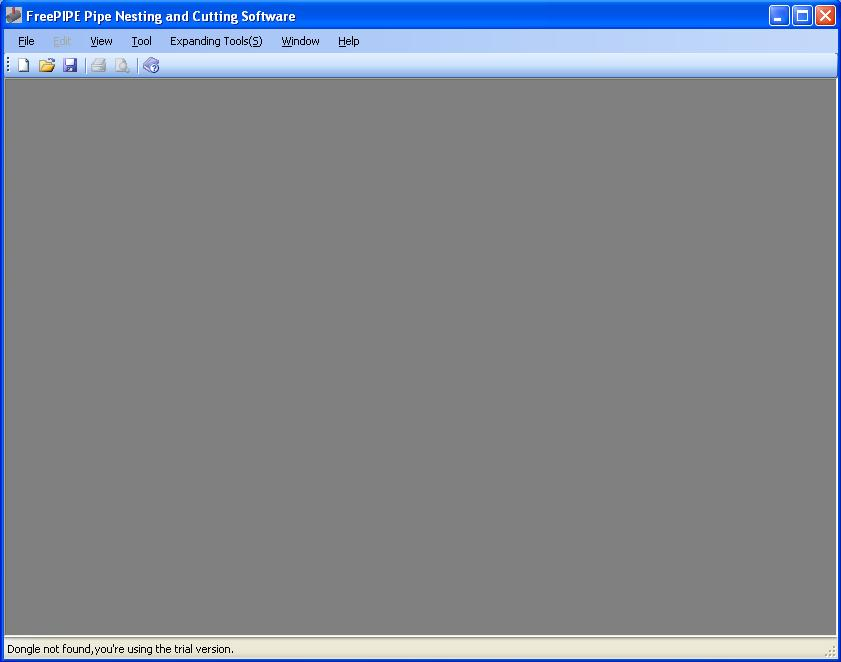 FreePIPE Pipe Nesting and Cutting Software
File Edit View Tool Expanding Tools(S) Window Help
Dongle not found,you're using the trial version.